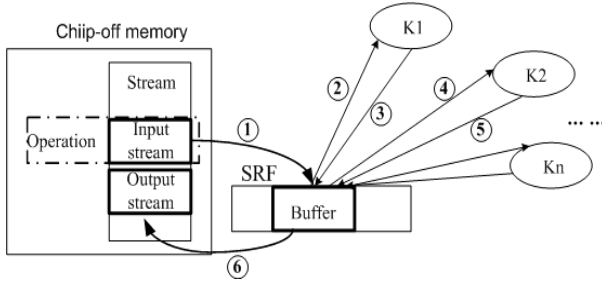 Chiip-off memory
Stream
Operation
Input
stream
Output
stream
SRF
Buffer
K1
K2
... ...
Kn
1
2
3
4
5
6